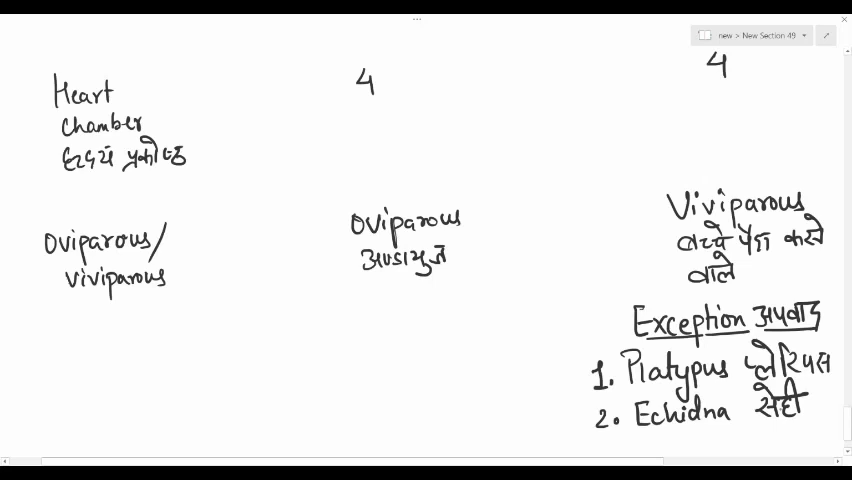 new > New Section 49
Heart 4 4
Chamber
हृदय प्रकोष्ठ
Oviparous/ Oviparous Viviparous
viviparous अण्डायुज बच्चे पैदा करने
वाले
Exception अपवाद
1. Platypus प्लेटिपस
2. Echidna सेही